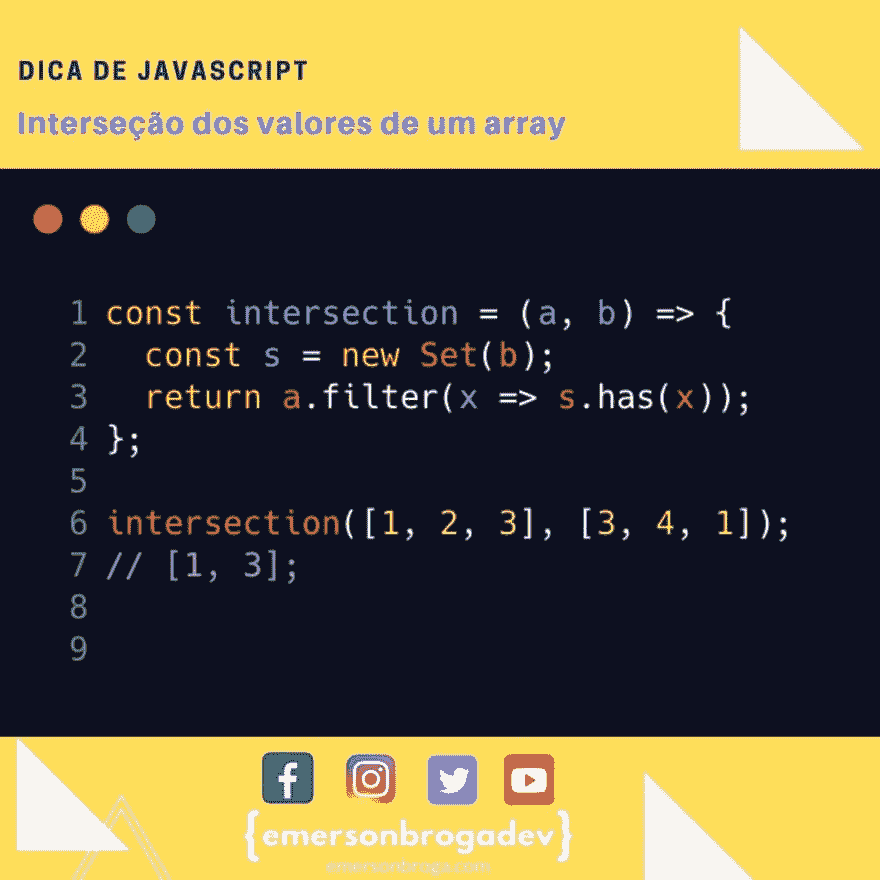 DICA DE JAVASCRIPT
Interseção dos valores de um array
1 const intersection = (a, b) => {
2   const s = new Set(b);
3   return a.filter(x => s.has(x));
4 };
5
6 intersection([1, 2, 3], [3, 4, 1]);
7 // [1, 3];
8
9
{emersonbrogadev}